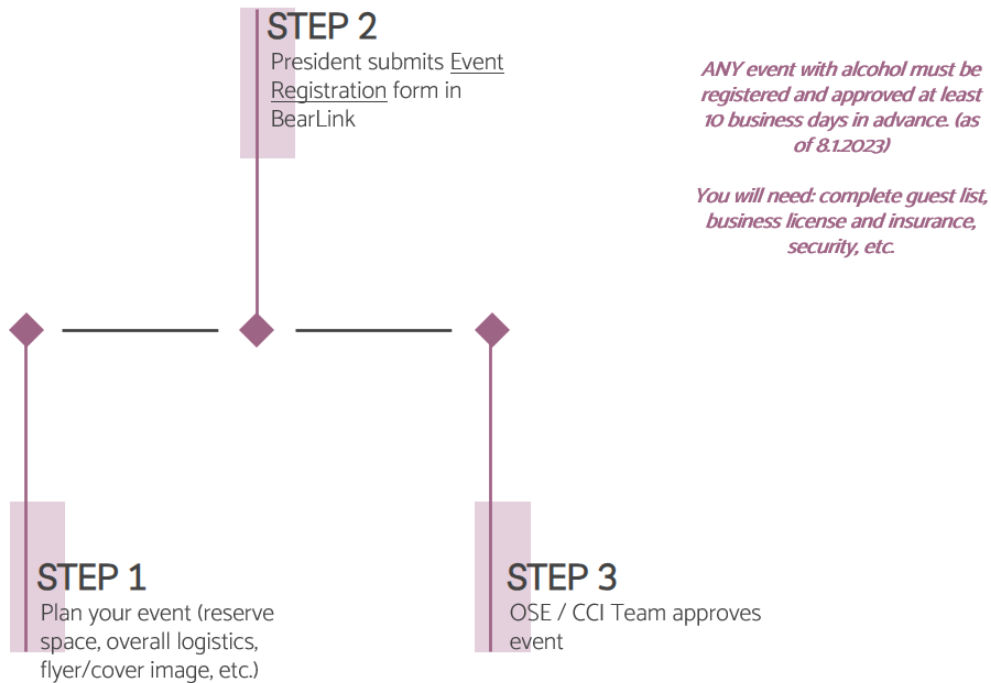 STEP 2
President submits Event
Registration form in
BearLink
ANY event with alcohol must be
registered and approved at least
10 business days in advance. (as
of 8.1.2023)
You will need: complete guest list,
business license and insurance,
security, etc.
STEP 1
Plan your event (reserve
space, overall logistics,
flyer/cover image, etc.)
STEP 3
OSE / CCI Team approves
event